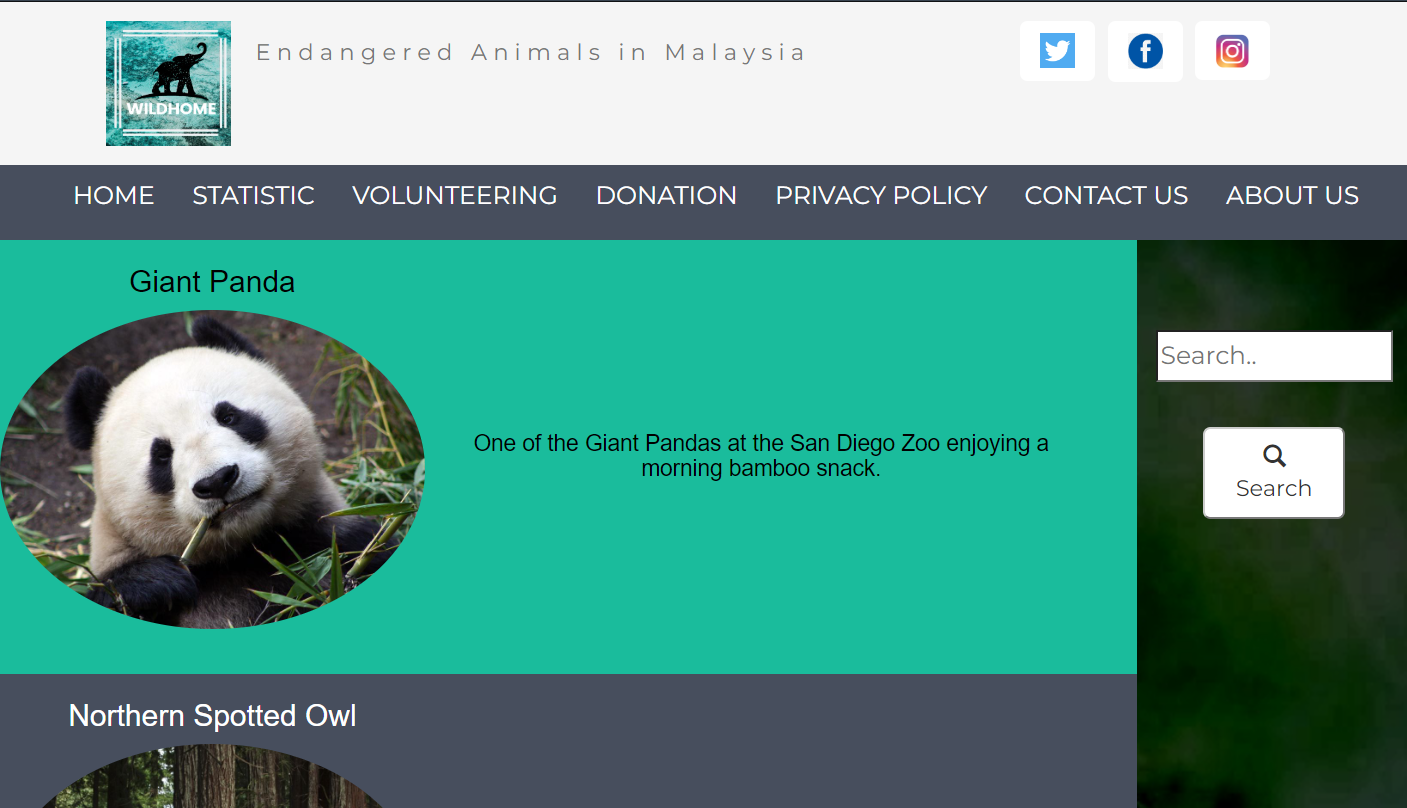 WILDHOME
Endangered Animals in Malaysia
HOME STATISTIC VOLUNTEERING DONATION PRIVACY POLICY CONTACT US ABOUT US
Giant Panda
One of the Giant Pandas at the San Diego Zoo enjoying a
morning bamboo snack.
Search..
Search
Northern Spotted Owl